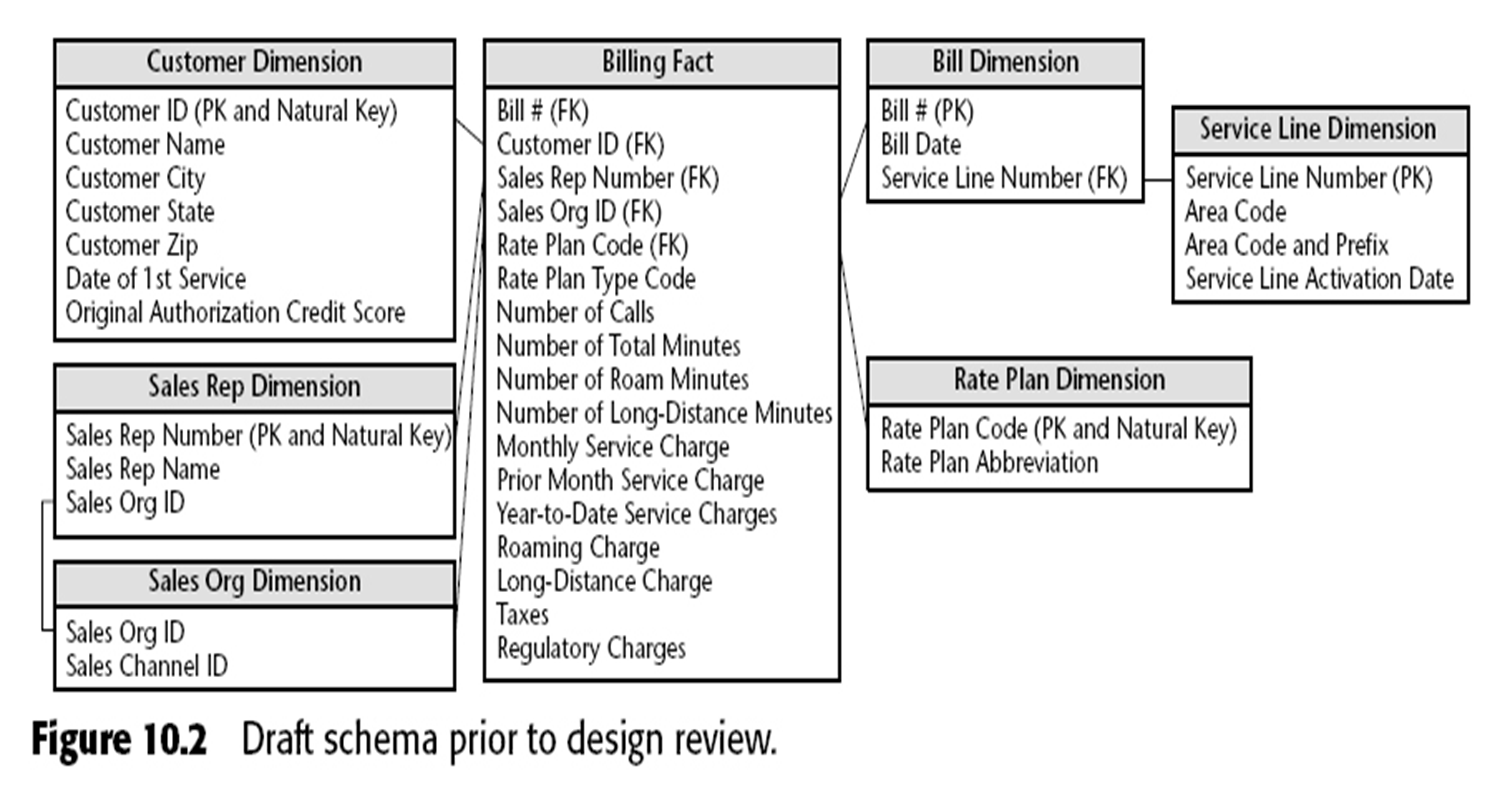 Customer Dimension
Customer ID (PK and Natural Key)
Customer Name
Customer City
Customer State
Customer Zip
Date of 1st Service
Original Authorization Credit Score
Sales Rep Dimension
Sales Rep Number (PK and Natural Key)
Sales Rep Name
Sales Org ID
Sales Org Dimension
Sales Org ID
Sales Channel ID
Billing Fact
Bill # (FK)
Customer ID (FK)
Sales Rep Number (FK)
Sales Org ID (FK)
Rate Plan Code (FK)
Rate Plan Type Code
Number of Calls
Number of Total Minutes
Number of Roam Minutes
Number of Long-Distance Minutes
Monthly Service Charge
Prior Month Service Charge
Year-to-Date Service Charges
Roaming Charge
Long-Distance Charge
Taxes
Regulatory Charges
Bill Dimension
Bill # (PK)
Bill Date
Service Line Number (FK)
Service Line Dimension
Service Line Number (PK)
Area Code
Area Code and Prefix
Service Line Activation Date
Rate Plan Dimension
Rate Plan Code (PK and Natural Key)
Rate Plan Abbreviation
Figure 10.2 Draft schema prior to design review.